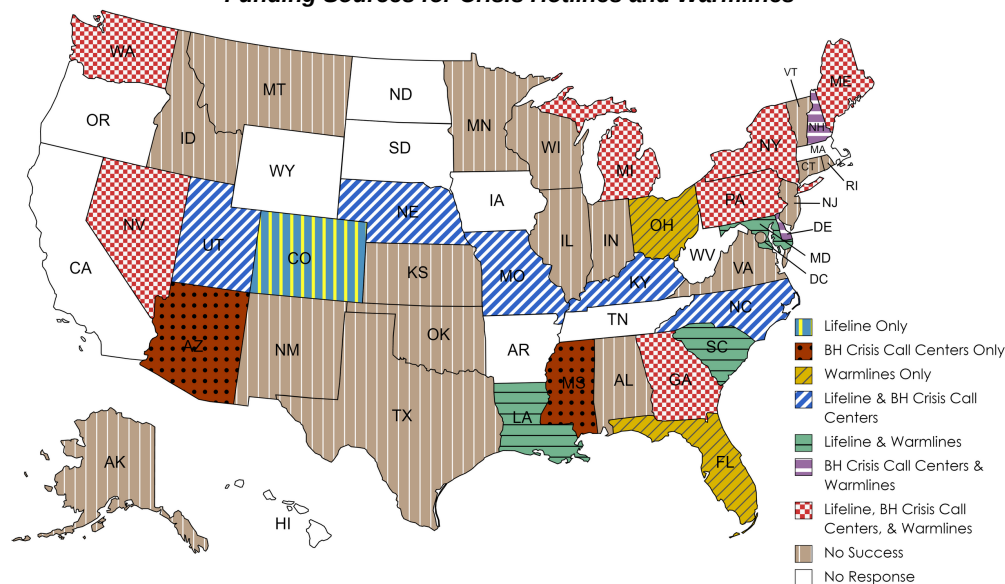 Funding Sources for Crisis Hotlines and Warmlines
WA
MT
ND
MN
VT
ME
OR
ID
SD
WI
NH
MA
WY
MI
NY
CT
RI
IA
PA
NJ
NV
NE
OH
DE
UT
IL
IN
MD
CO
WV
DC
CA
KS
MO
KY
VA
NC
TN
AZ
NM
OK
AR
SC
MS
AL
GA
TX
LA
FL
AK
HI
Lifeline Only
BH Crisis Call Centers Only
Warmlines Only
Lifeline & BH Crisis Call
Centers
Lifeline & Warmlines
BH Crisis Call Centers &
Warmlines
Lifeline, BH Crisis Call
Centers, & Warmlines
No Success
No Response